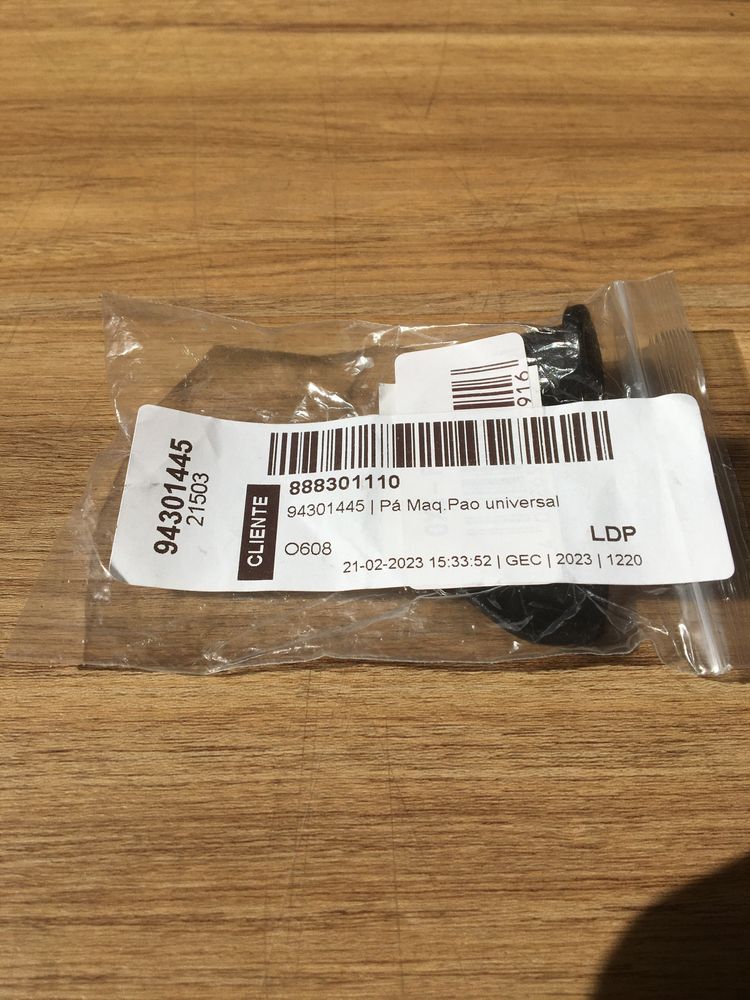 916
94301445
21503
CLIENTE
888301110
94301445 | Pá Maq.Pao universal
O608
LDP
21-02-2023 15:33:52 | GEC | 2023 | 1220